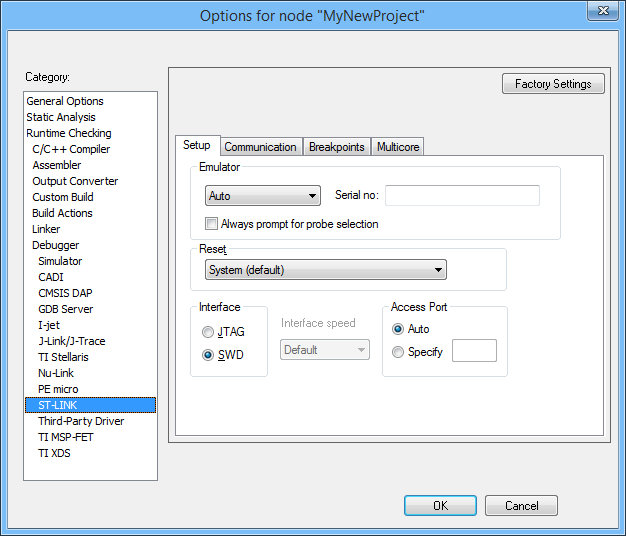 Options for node "MyNewProject"
Category:
General Options
Static Analysis
Runtime Checking
C/C++ Compiler
Assembler
Output Converter
Custom Build
Build Actions
Linker
Debugger
Simulator
CADI
CMSIS DAP
GDB Server
I-jet
J-Link/J-Trace
TI Stellaris
Nu-Link
PE micro
ST-LINK
Third-Party Driver
TI MSP-FET
TI XDS
Factory Settings
Setup Communication Breakpoints Multicore
Emulator
Auto Serial no:
Always prompt for probe selection
Reset
System (default)
Interface
JTAG
SWD
Interface speed
Default
Access Port
Auto
Specify
OK Cancel